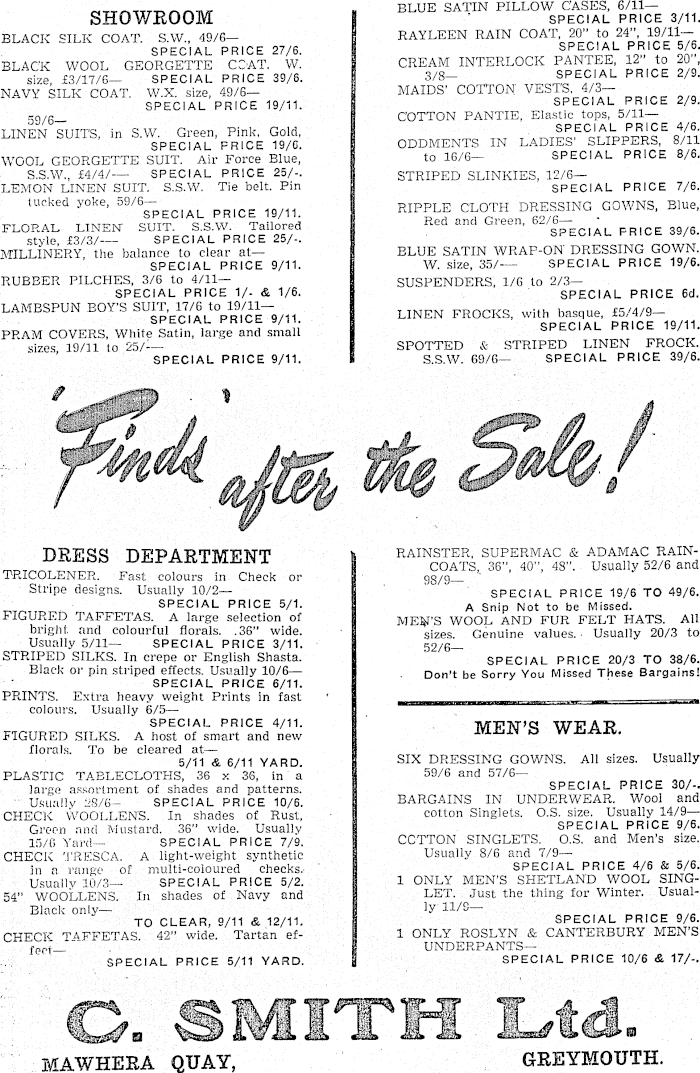 SHOWROOM
BLACK SILK COAT. S.W., 49/6—
SPECIAL PRICE 27/6.
BLACK WOOL GEORGETTE COAT. W.
size, £3/17/6— SPECIAL PRICE 39/6.
NAVY SILK COAT. W.X. size, 49/6—
SPECIAL PRICE 19/11.
59/6—
LINEN SUITS, in S.W. Green, Pink, Gold,
SPECIAL PRICE 19/6.
WOOL GEORGETTE SUIT. Air Force Blue,
S.S.W., £4/4/— SPECIAL PRICE 25/-.
LEMON LINEN SUIT. S.S.W. Tie belt. Pin
tucked yoke, 59/6—
SPECIAL PRICE 19/11.
FLORAL LINEN SUIT. S.S.W. Tailored
style, £3/3/— SPECIAL PRICE 25/-.
MILLINERY, the balance to clear at—
SPECIAL PRICE 9/11.
RUBBER PILCHES, 3/6 to 4/11—
SPECIAL PRICE 1/- & 1/6.
LAMBSPUN BOY'S SUIT, 17/6 to 19/11—
SPECIAL PRICE 9/11.
PRAM COVERS, White Satin, large and small
sizes, 19/11 to 25/—
SPECIAL PRICE 9/11.
BLUE SATIN PILLOW CASES, 6/11—
SPECIAL PRICE 3/11.
RAYLEEN RAIN COAT, 20" to 24", 19/11—
SPECIAL PRICE 5/6.
CREAM INTERLOCK PANTEE, 12" to 20",
3/8— SPECIAL PRICE 2/9.
MAIDS' COTTON VESTS, 4/3—
SPECIAL PRICE 2/9.
COTTON PANTIE, Elastic tops, 5/11—
SPECIAL PRICE 4/6.
ODDMENTS IN LADIES' SLIPPERS, 8/11
to 16/6— SPECIAL PRICE 8/6.
STRIPED SLINKIES, 12/6—
SPECIAL PRICE 7/6.
RIPPLE CLOTH DRESSING GOWNS, Blue,
Red and Green, 62/6—
SPECIAL PRICE 39/6.
BLUE SATIN WRAP-ON DRESSING GOWN.
W. size, 35/— SPECIAL PRICE 19/6.
SUSPENDERS, 1/6 to 2/3—
SPECIAL PRICE 6d.
LINEN FROCKS, with basque, £5/4/9—
SPECIAL PRICE 19/11.
SPOTTED & STRIPED LINEN FROCK.
S.S.W. 69/6— SPECIAL PRICE 39/6.
'Finds' after the Sale!
DRESS DEPARTMENT
TRICOLENER. Fast colours in Check or
Stripe designs. Usually 10/2—
SPECIAL PRICE 5/1.
FIGURED TAFFETAS. A large selection of
bright and colourful florals. .36" wide.
Usually 5/11— SPECIAL PRICE 3/11.
STRIPED SILKS. In crepe or English Shasta.
Black or pin striped effects. Usually 10/6—
SPECIAL PRICE 6/11.
PRINTS. Extra heavy weight Prints in fast
colours. Usually 6/5—
SPECIAL PRICE 4/11.
FIGURED SILKS. A host of smart and new
florals. To be cleared at—
5/11 & 6/11 YARD.
PLASTIC TABLECLOTHS, 36 x 36, in a
large assortment of shades and patterns.
Usually 28/6— SPECIAL PRICE 10/6.
CHECK WOOLLENS. In shades of Rust,
Green and Mustard. 36" wide. Usually
15/6 Yard— SPECIAL PRICE 7/9.
CHECK TRESCA. A light-weight synthetic
in a range of multi-coloured checks.
Usually 10/3— SPECIAL PRICE 5/2.
54" WOOLLENS. In shades of Navy and
Black only—
TO CLEAR, 9/11 & 12/11.
CHECK TAFFETAS. 42" wide. Tartan ef-
fect—
SPECIAL PRICE 5/11 YARD.
RAINSTER, SUPERMAC & ADAMAC RAIN-
COATS, 36", 40", 48". Usually 52/6 and
98/9—
SPECIAL PRICE 19/6 TO 49/6.
A Snip Not to be Missed.
MEN'S WOOL AND FUR FELT HATS. All
sizes. Genuine values. Usually 20/3 to
52/6—
SPECIAL PRICE 20/3 TO 38/6.
Don't be Sorry You Missed These Bargains!
MEN'S WEAR.
SIX DRESSING GOWNS. All sizes. Usually
59/6 and 57/6—
SPECIAL PRICE 30/-.
BARGAINS IN UNDERWEAR. Wool and
cotton Singlets. O.S. size. Usually 14/9—
SPECIAL PRICE 9/6.
COTTON SINGLETS. O.S. and Men's size.
Usually 8/6 and 7/9—
SPECIAL PRICE 4/6 & 5/6.
1 ONLY MEN'S SHETLAND WOOL SING-
LET. Just the thing for Winter. Usual-
ly 11/9—
SPECIAL PRICE 9/6.
1 ONLY ROSLYN & CANTERBURY MEN'S
UNDERPANTS—
SPECIAL PRICE 10/6 & 17/-.
C. SMITH Ltd.
MAWHERA QUAY, GREYMOUTH.